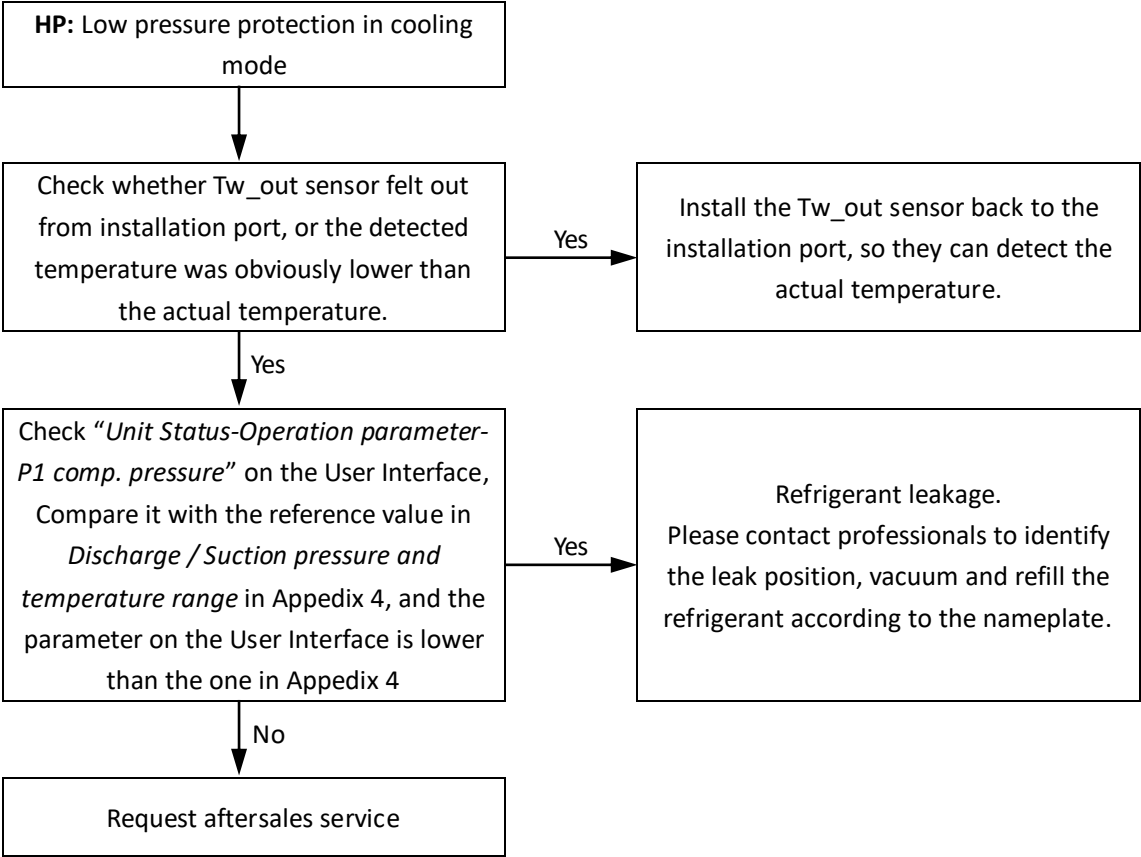 HP: Low pressure protection in cooling
mode
Check whether Tw_out sensor felt out
from installation port, or the detected
temperature was obviously lower than
the actual temperature.
Yes
Install the Tw_out sensor back to the
installation port, so they can detect the
actual temperature.
Yes
Check “Unit Status-Operation parameter-
P1 comp. pressure” on the User Interface,
Compare it with the reference value in
Discharge / Suction pressure and
temperature range in Appedix 4, and the
parameter on the User Interface is lower
than the one in Appedix 4
Yes
Refrigerant leakage.
Please contact professionals to identify
the leak position, vacuum and refill the
refrigerant according to the nameplate.
No
Request aftersales service